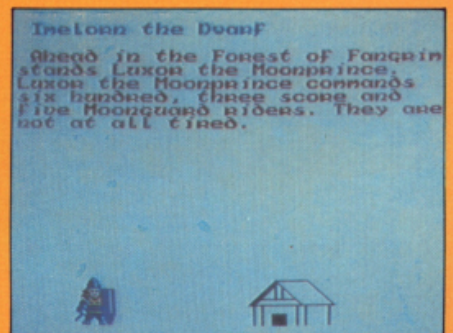 Imelorn the Dwarf
Ahead in the Forest of Fangrim
stands Luxor the Moonprince.
Luxor the Moonprince commands
six hundred, three score and
five Moonguard riders. They are
not at all tired.